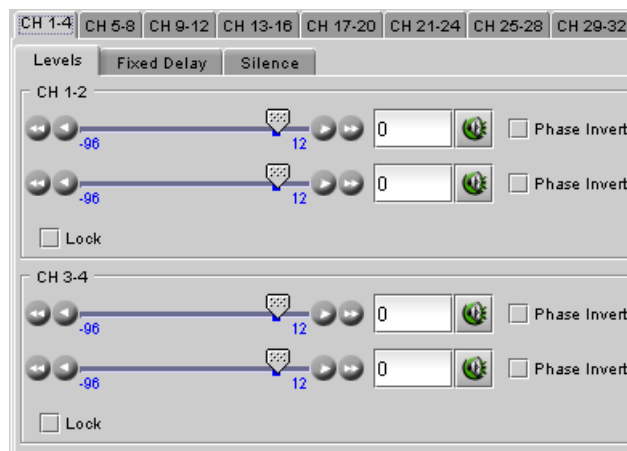 CH 1-4 CH 5-8 CH 9-12 CH 13-16 CH 17-20 CH 21-24 CH 25-28 CH 29-32
Levels Fixed Delay Silence
CH 1-2
-96 12 0 Phase Invert
-96 12 0 Phase Invert
Lock
CH 3-4
-96 12 0 Phase Invert
-96 12 0 Phase Invert
Lock